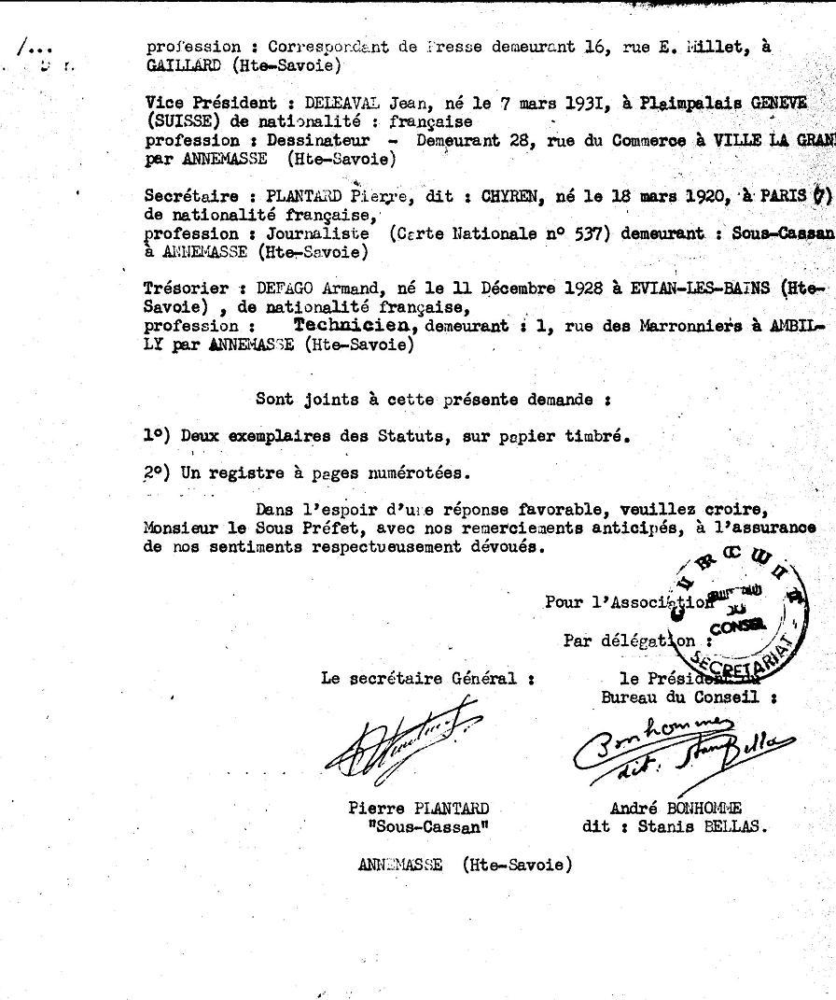 /...
profession : Correspondant de Presse demeurant 16, rue E. Millet, à
GAILLARD (Hte-Savoie)
Vice Président : DELEAVAL Jean, né le 7 mars 1931, à Plaimpalais GENEVE
(SUISSE) de nationalité : française
profession : Dessinateur - Demeurant 28, rue du Commerce à VILLE LA GRAND
par ANNEMASSE (Hte-Savoie)
Secrétaire : PLANTARD Pierre, dit : CHYREN, né le 18 mars 1920, à PARIS (7)
de nationalité française,
profession : Journaliste (Carte Nationale n° 537) demeurant : Sous-Cassan
à ANNEMASSE (Hte-Savoie)
Trésorier : DEFAGO Armand, né le 11 Décembre 1928 à EVIAN-LES-BAINS (Hte-
Savoie) , de nationalité française,
profession : Technicien, demeurant : 1, rue des Marronniers à AMBIL-
LY par ANNEMASSE (Hte-Savoie)
Sont joints à cette présente demande :
1°) Deux exemplaires des Statuts, sur papier timbré.
2°) Un registre à pages numérotées.
Dans l'espoir d'une réponse favorable, veuillez croire,
Monsieur le Sous Préfet, avec nos remerciements anticipés, à l'assurance
de nos sentiments respectueusement dévoués.
Pour l'Association
Par délégation :
DU
CONSEIL
SECRETARIAT
Le secrétaire Général : le Président du
Bureau du Conseil :
Bonhomme
dit : Stanis Bellas
Pierre PLANTARD André BONHOMME
"Sous-Cassan" dit : Stanis BELLAS.
ANNEMASSE (Hte-Savoie)